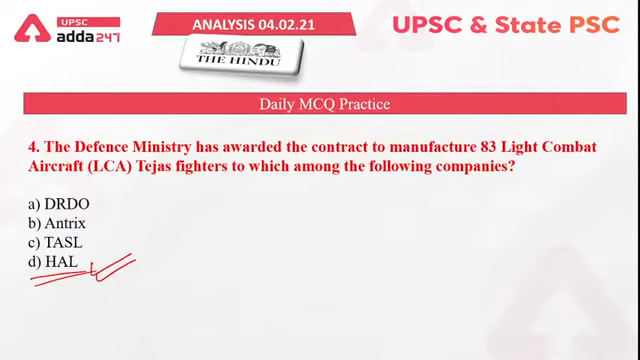 UPSC
adda247
ANALYSIS 04.02.21
THE HINDU
UPSC & State PSC
Daily MCQ Practice
4. The Defence Ministry has awarded the contract to manufacture 83 Light Combat
Aircraft (LCA) Tejas fighters to which among the following companies?
a) DRDO
b) Antrix
c) TASL
d) HAL